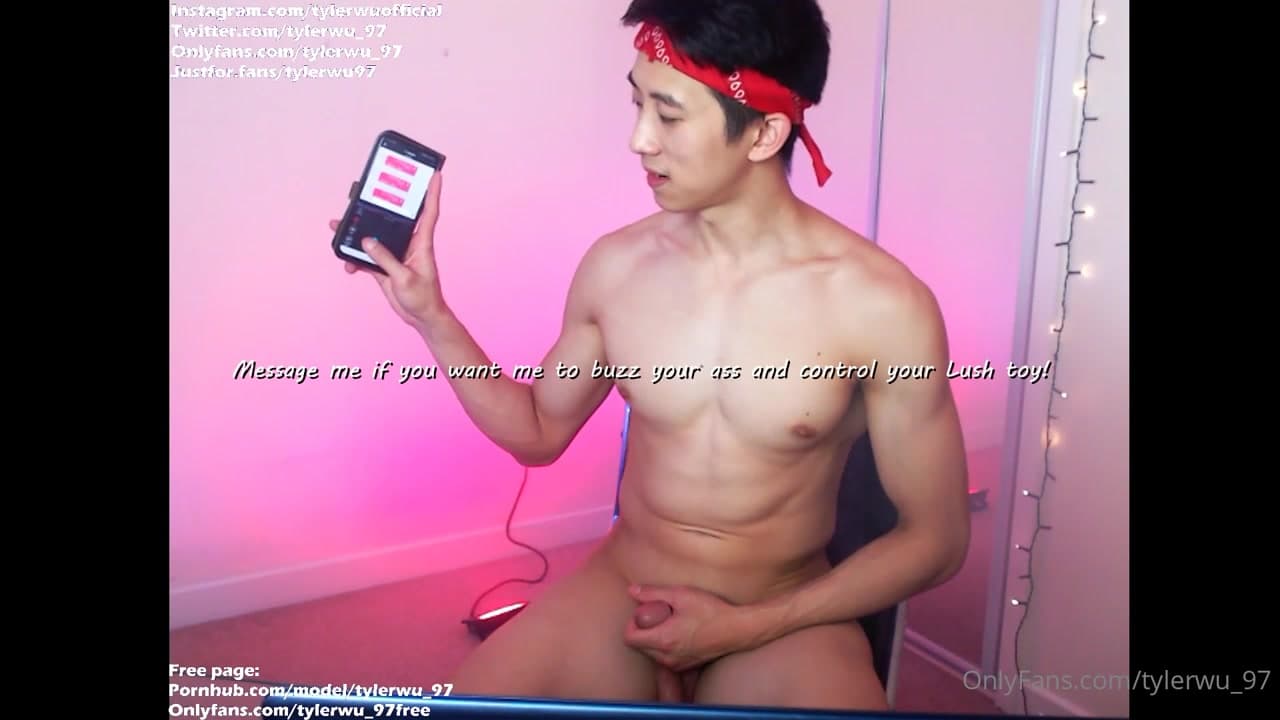 Instagram.com/tylerwuofficial
Twitter.com/tylerwu_97
Onlyfans.com/tylerwu_97
Justfor.fans/tylerwu97
Message me if you want me to buzz your ass and control your Lush toy!
Free page:
Pornhub.com/model/tylerwu_97
Onlyfans.com/tylerwu_97free
OnlyFans.com/tylerwu_97